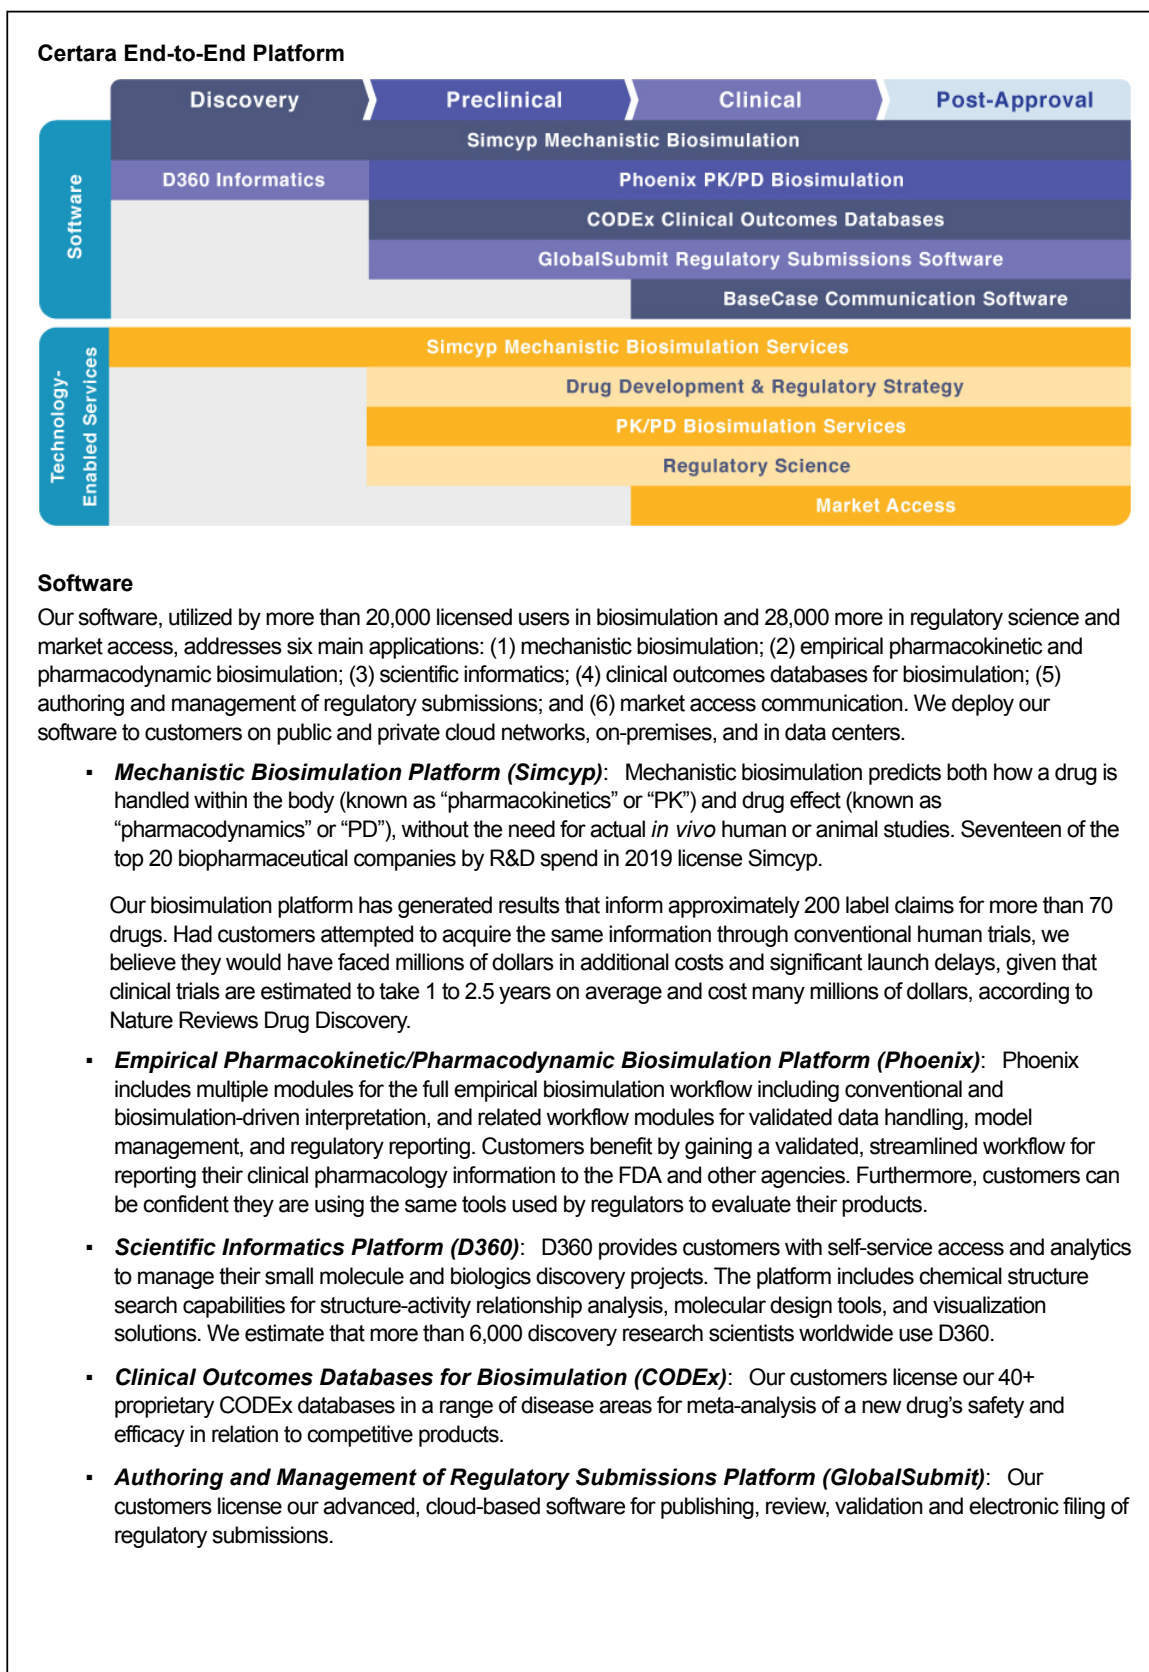 Certara End-to-End Platform
Discovery Preclinical Clinical Post-Approval
Software
Simcyp Mechanistic Biosimulation
D360 Informatics Phoenix PK/PD Biosimulation
CODEx Clinical Outcomes Databases
GlobalSubmit Regulatory Submissions Software
BaseCase Communication Software
Technology-
Enabled Services
Simcyp Mechanistic Biosimulation Services
Drug Development & Regulatory Strategy
PK/PD Biosimulation Services
Regulatory Science
Market Access
Software
Our software, utilized by more than 20,000 licensed users in biosimulation and 28,000 more in regulatory science and
market access, addresses six main applications: (1) mechanistic biosimulation; (2) empirical pharmacokinetic and
pharmacodynamic biosimulation; (3) scientific informatics; (4) clinical outcomes databases for biosimulation; (5)
authoring and management of regulatory submissions; and (6) market access communication. We deploy our
software to customers on public and private cloud networks, on-premises, and in data centers.
▪ Mechanistic Biosimulation Platform (Simcyp): Mechanistic biosimulation predicts both how a drug is
handled within the body (known as “pharmacokinetics” or “PK”) and drug effect (known as
“pharmacodynamics” or “PD”), without the need for actual in vivo human or animal studies. Seventeen of the
top 20 biopharmaceutical companies by R&D spend in 2019 license Simcyp.
Our biosimulation platform has generated results that inform approximately 200 label claims for more than 70
drugs. Had customers attempted to acquire the same information through conventional human trials, we
believe they would have faced millions of dollars in additional costs and significant launch delays, given that
clinical trials are estimated to take 1 to 2.5 years on average and cost many millions of dollars, according to
Nature Reviews Drug Discovery.
▪ Empirical Pharmacokinetic/Pharmacodynamic Biosimulation Platform (Phoenix): Phoenix
includes multiple modules for the full empirical biosimulation workflow including conventional and
biosimulation-driven interpretation, and related workflow modules for validated data handling, model
management, and regulatory reporting. Customers benefit by gaining a validated, streamlined workflow for
reporting their clinical pharmacology information to the FDA and other agencies. Furthermore, customers can
be confident they are using the same tools used by regulators to evaluate their products.
▪ Scientific Informatics Platform (D360): D360 provides customers with self-service access and analytics
to manage their small molecule and biologics discovery projects. The platform includes chemical structure
search capabilities for structure-activity relationship analysis, molecular design tools, and visualization
solutions. We estimate that more than 6,000 discovery research scientists worldwide use D360.
▪ Clinical Outcomes Databases for Biosimulation (CODEx): Our customers license our 40+
proprietary CODEx databases in a range of disease areas for meta-analysis of a new drug’s safety and
efficacy in relation to competitive products.
▪ Authoring and Management of Regulatory Submissions Platform (GlobalSubmit): Our
customers license our advanced, cloud-based software for publishing, review, validation and electronic filing of
regulatory submissions.